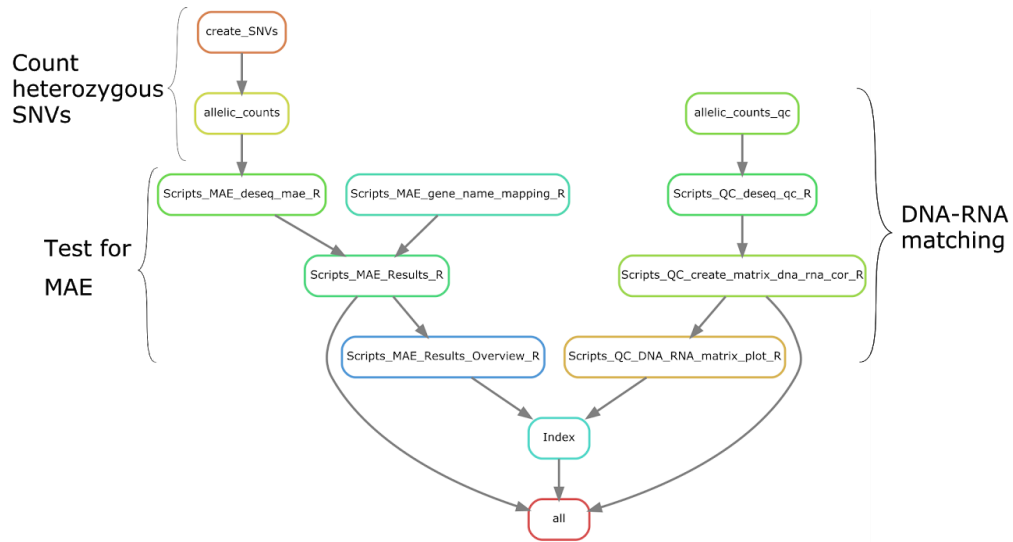 create_SNVs
Count
heterozygous
SNVs
allelic_counts
allelic_counts_qc
Scripts_MAE_deseq_mae_R
Scripts_MAE_gene_name_mapping_R
Scripts_QC_deseq_qc_R
DNA-RNA
matching
Test for
MAE
Scripts_MAE_Results_R
Scripts_QC_create_matrix_dna_rna_cor_R
Scripts_MAE_Results_Overview_R
Scripts_QC_DNA_RNA_matrix_plot_R
Index
all